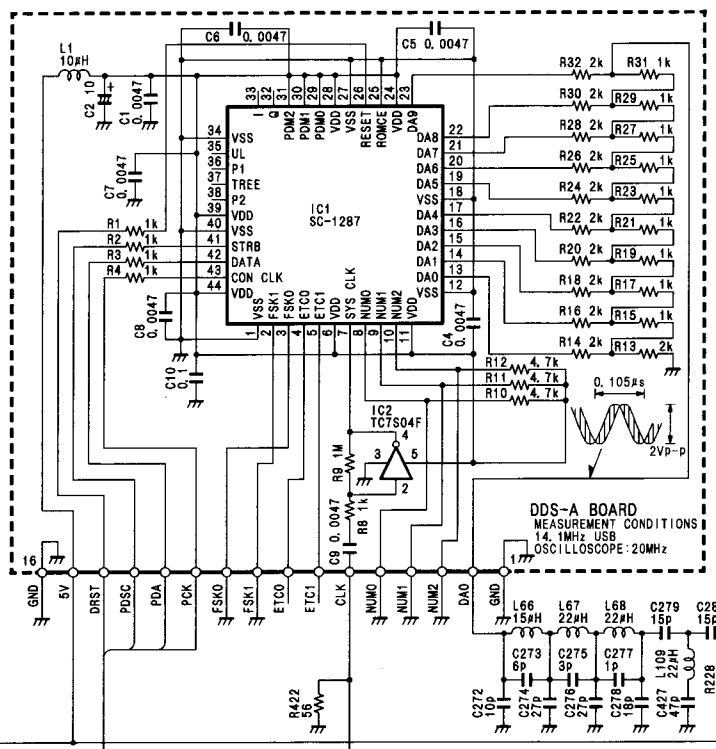 C6 0.0047
C5 0.0047
L1
10μH
C2 10
+
C1
0.0047
33 32 31 30 29 28 27 26 25 24 23
I Q PDM2 PDM1 PDM0 VDD VSS RESET ROMCE VDD DA9
34 VSS
35 UL
36 P1
37 TREE
38 P2
39 VDD
40 VSS
41 STRB
42 DATA
43 CON CLK
44 VDD
IC1
SC-1287
DA8 22
DA7 21
DA6 20
DA5 19
VSS 18
DA4 17
DA3 16
DA2 15
DA1 14
DA0 13
VSS 12
VSS FSK1 FSK0 ETC0 ETC1 VDD SYS CLK NUM0 NUM1 NUM2 VDD
1 2 3 4 5 6 7 8 9 10 11
C7
0.0047
R1 1k
R2 1k
R3 1k
R4 1k
C8
0.0047
C10
0.1
C4
0.0047
R32 2k R31 1k
R30 2k R29 1k
R28 2k R27 1k
R26 2k R25 1k
R24 2k R23 1k
R22 2k R21 1k
R20 2k R19 1k
R18 2k R17 1k
R16 2k R15 1k
R14 2k R13 2k
R12 4.7k
R11 4.7k
R10 4.7k
0.105μs
2Vp-p
IC2
TC7S04F
4
3 5
2
R9 1M
R8 1k
C9 0.0047
DDS-A BOARD
MEASUREMENT CONDITIONS
14.1MHz USB
OSCILLOSCOPE:20MHz
16 1
GND 5V DRST PDSC PDA PCK FSK0 FSK1 ETC0 ETC1 CLK NUM0 NUM1 NUM2 DA0 GND
R422
56
L66
15μH
L67
22μH
L68
22μH
C279
15p
C28
15p
C273
6p
C275
3p
C277
1p
L109
22μH
R228
C272
10p
C274
27p
C276
27p
C278
18p
C427
47p